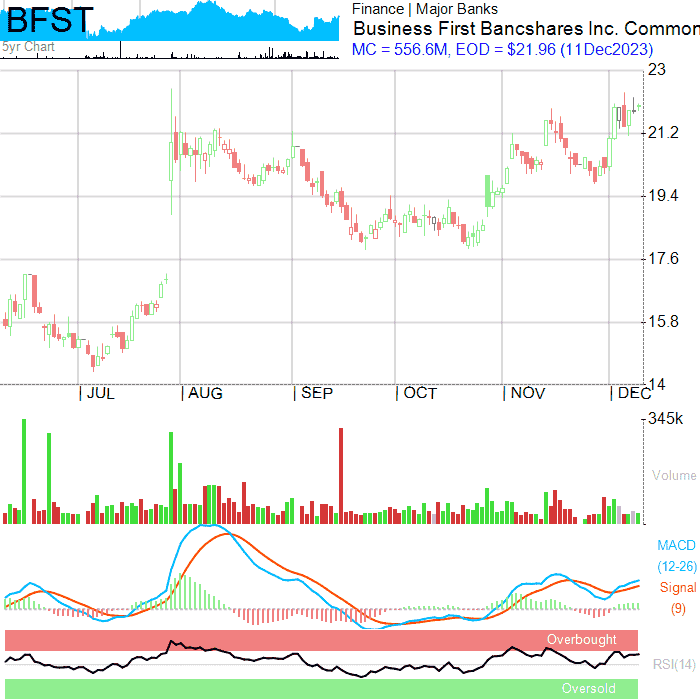 BFST
5yr Chart
Finance | Major Banks
Business First Bancshares Inc. Common
MC = 556.6M, EOD = $21.96 (11Dec2023)
23
21.2
19.4
17.6
15.8
14
| JUL | AUG | SEP | OCT | NOV | DEC
345k
Volume
MACD
(12-26)
Signal
(9)
Overbought
RSI(14)
Oversold